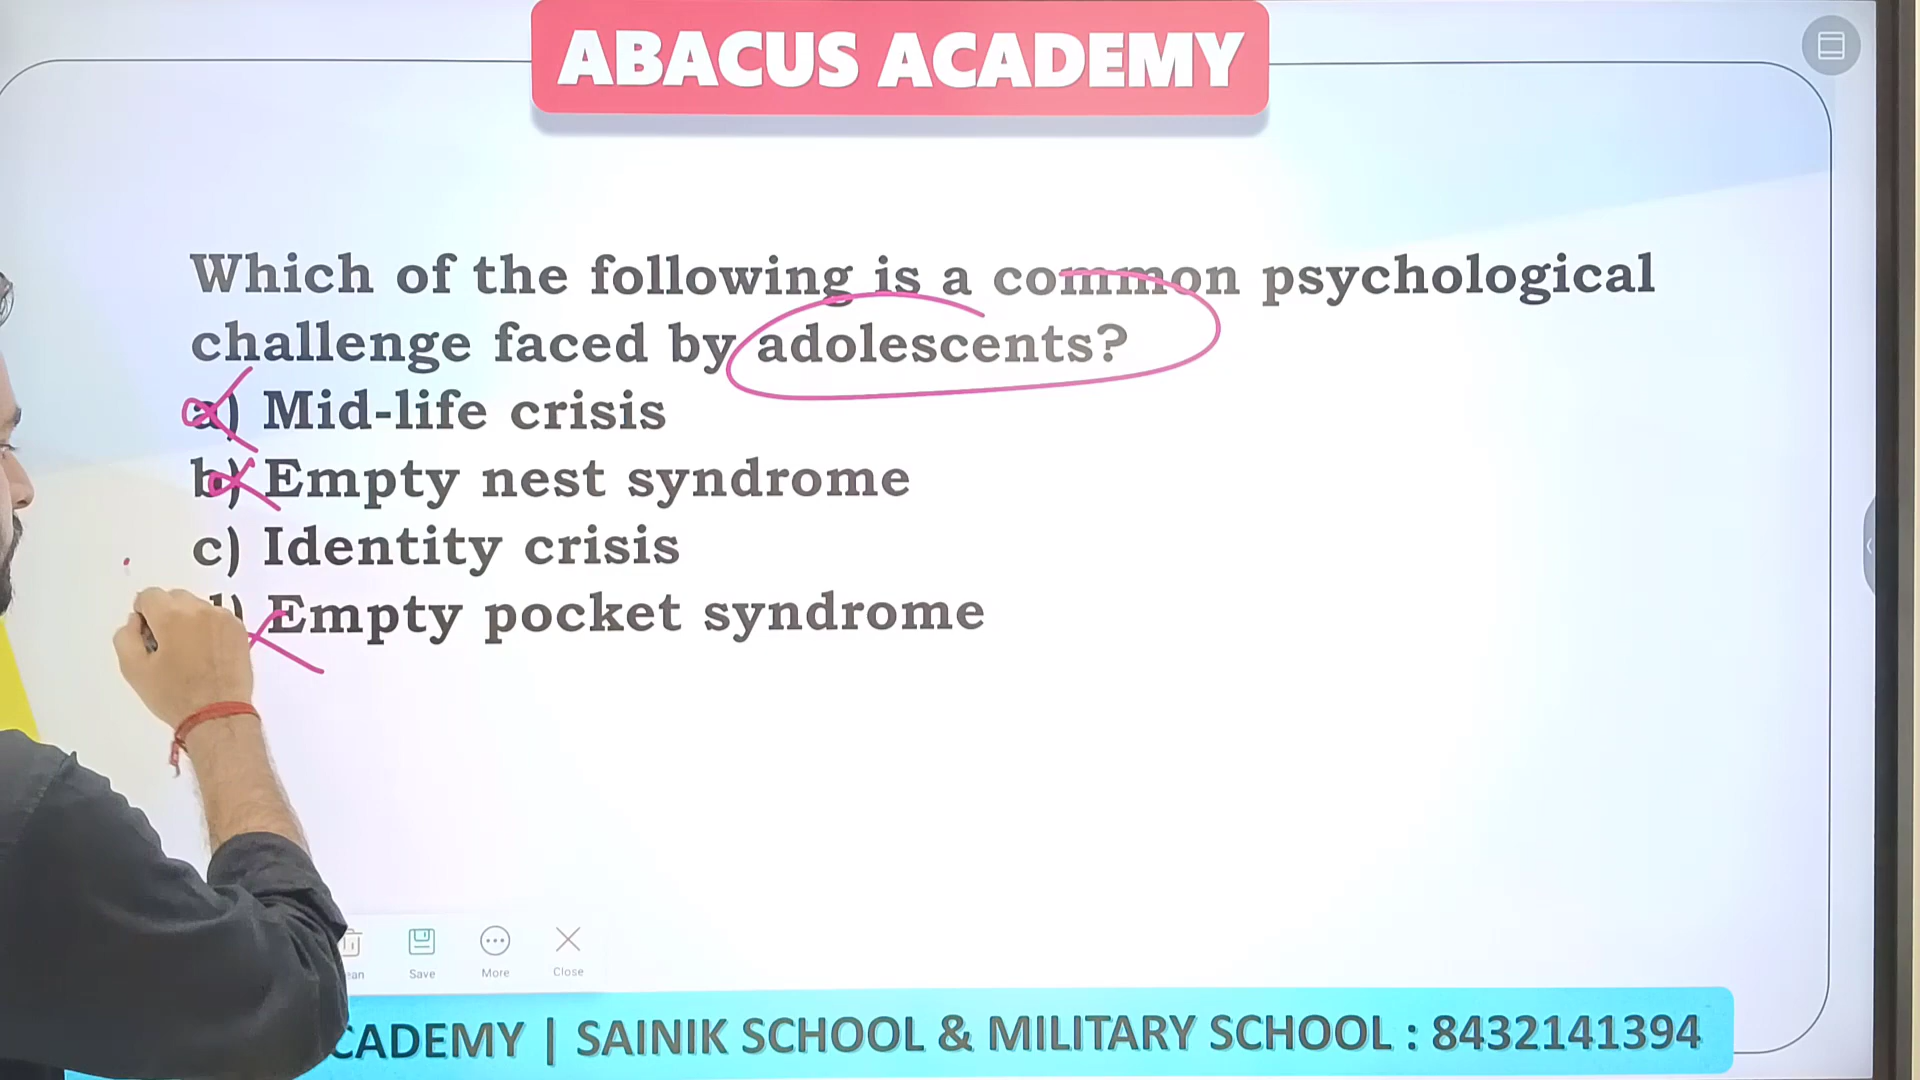 ABACUS ACADEMY
Which of the following is a common psychological
challenge faced by adolescents?
a) Mid-life crisis
b) Empty nest syndrome
c) Identity crisis
d) Empty pocket syndrome
Save More Close
CADEMY | SAINIK SCHOOL & MILITARY SCHOOL : 8432141394